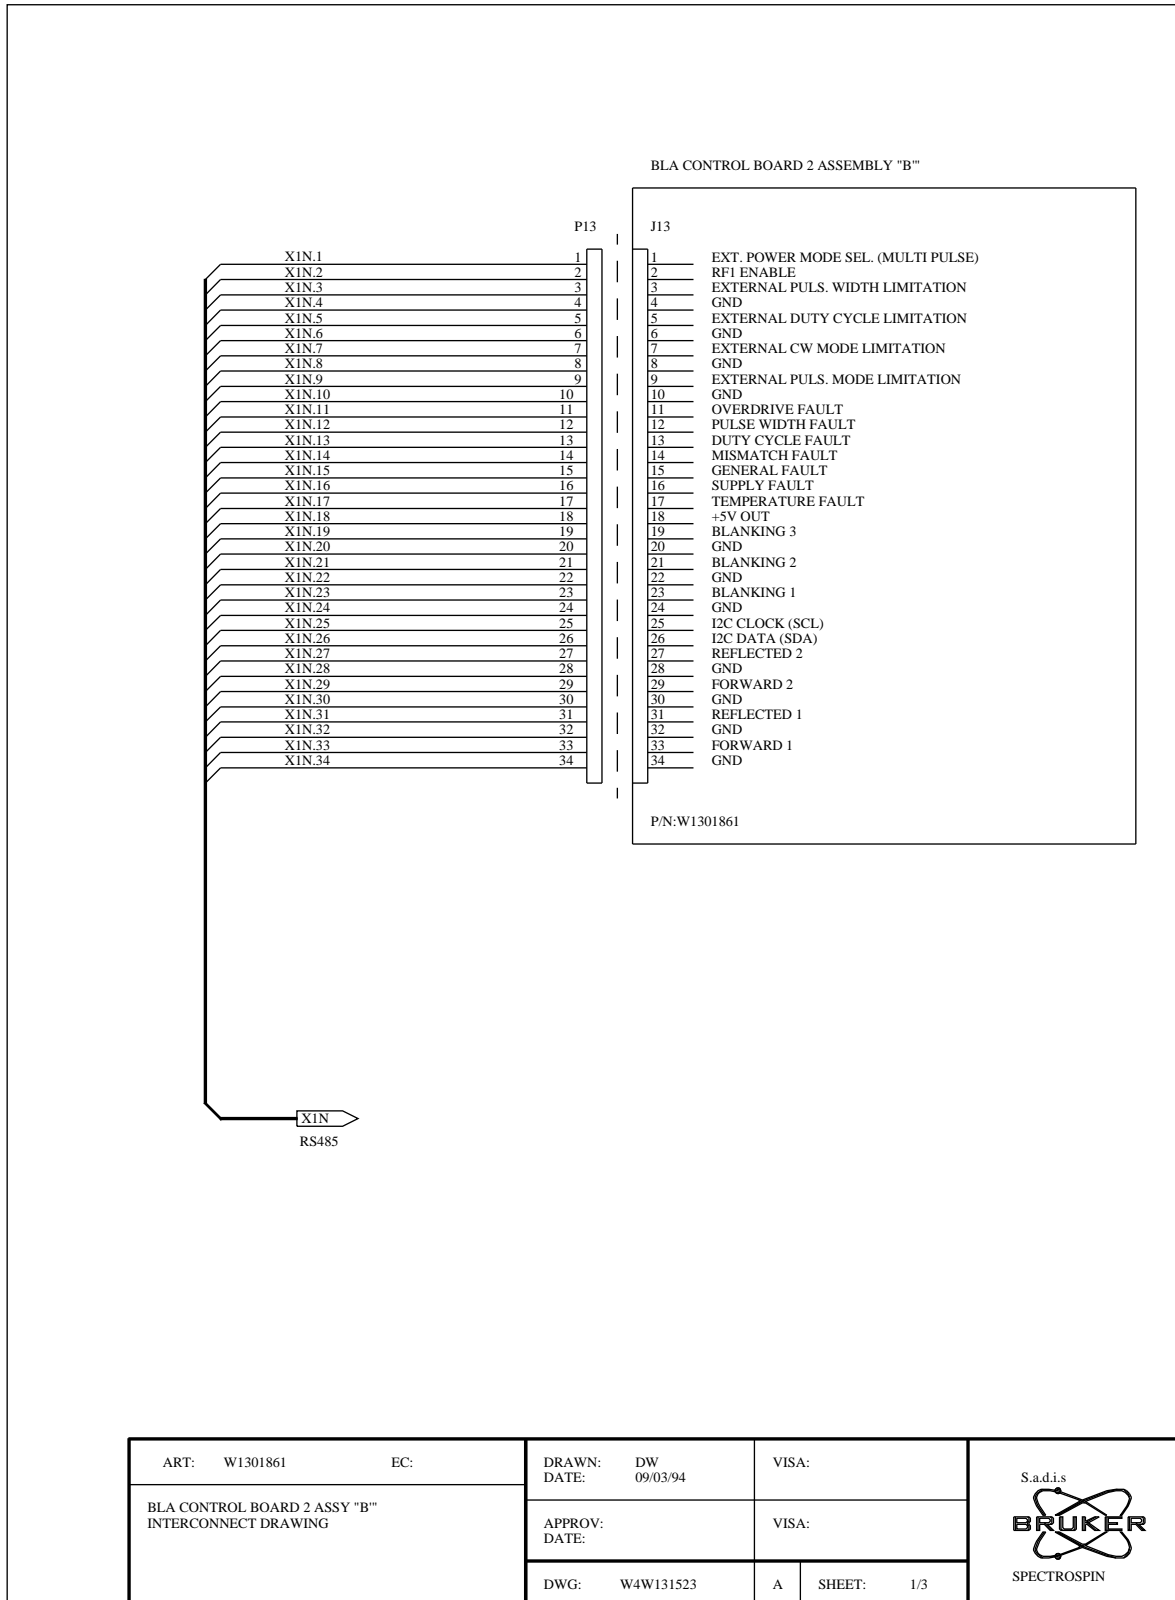 BLA CONTROL BOARD 2 ASSEMBLY "B'"
P13 J13
X1N.1 1 1 EXT. POWER MODE SEL. (MULTI PULSE)
X1N.2 2 2 RF1 ENABLE
X1N.3 3 3 EXTERNAL PULS. WIDTH LIMITATION
X1N.4 4 4 GND
X1N.5 5 5 EXTERNAL DUTY CYCLE LIMITATION
X1N.6 6 6 GND
X1N.7 7 7 EXTERNAL CW MODE LIMITATION
X1N.8 8 8 GND
X1N.9 9 9 EXTERNAL PULS. MODE LIMITATION
X1N.10 10 10 GND
X1N.11 11 11 OVERDRIVE FAULT
X1N.12 12 12 PULSE WIDTH FAULT
X1N.13 13 13 DUTY CYCLE FAULT
X1N.14 14 14 MISMATCH FAULT
X1N.15 15 15 GENERAL FAULT
X1N.16 16 16 SUPPLY FAULT
X1N.17 17 17 TEMPERATURE FAULT
X1N.18 18 18 +5V OUT
X1N.19 19 19 BLANKING 3
X1N.20 20 20 GND
X1N.21 21 21 BLANKING 2
X1N.22 22 22 GND
X1N.23 23 23 BLANKING 1
X1N.24 24 24 GND
X1N.25 25 25 I2C CLOCK (SCL)
X1N.26 26 26 I2C DATA (SDA)
X1N.27 27 27 REFLECTED 2
X1N.28 28 28 GND
X1N.29 29 29 FORWARD 2
X1N.30 30 30 GND
X1N.31 31 31 REFLECTED 1
X1N.32 32 32 GND
X1N.33 33 33 FORWARD 1
X1N.34 34 34 GND
P/N:W1301861
X1N
RS485
ART: W1301861 EC:
BLA CONTROL BOARD 2 ASSY "B'"
INTERCONNECT DRAWING
DRAWN: DW
DATE: 09/03/94
VISA:
APPROV:
DATE:
VISA:
DWG: W4W131523 A SHEET: 1/3
S.a.d.i.s
BRUKER
SPECTROSPIN